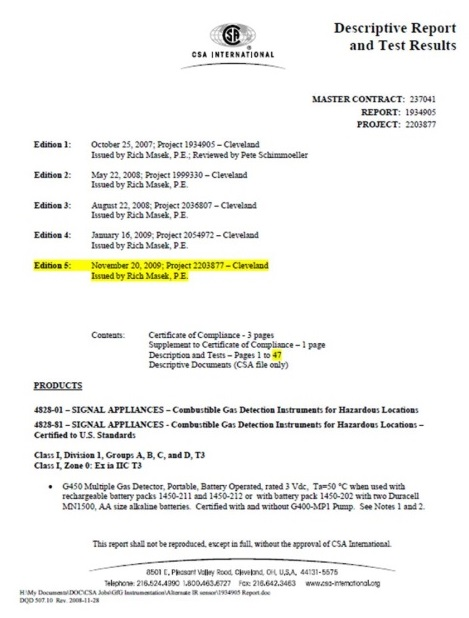 CSA INTERNATIONAL
Descriptive Report
and Test Results
MASTER CONTRACT: 237041
REPORT: 1934905
PROJECT: 2203877
Edition 1: October 25, 2007; Project 1934905 – Cleveland
Issued by Rich Masek, P.E.; Reviewed by Pete Schimmoeller
Edition 2: May 22, 2008; Project 1999330 – Cleveland
Issued by Rich Masek, P.E.
Edition 3: August 22, 2008; Project 2036807 – Cleveland
Issued by Rich Masek, P.E.
Edition 4: January 16, 2009; Project 2054972 – Cleveland
Issued by Rich Masek, P.E.
Edition 5: November 20, 2009; Project 2203877 – Cleveland
Issued by Rich Masek, P.E.
Contents: Certificate of Compliance - 3 pages
Supplement to Certificate of Compliance – 1 page
Description and Tests – Pages 1 to 47
Descriptive Documents (CSA file only)
PRODUCTS
4828-01 – SIGNAL APPLIANCES – Combustible Gas Detection Instruments for Hazardous Locations
4828-81 – SIGNAL APPLIANCES - Combustible Gas Detection Instruments for Hazardous Locations –
Certified to U.S. Standards
Class I, Division 1, Groups A, B, C, and D, T3
Class I, Zone 0: Ex ia IIC T3
• G450 Multiple Gas Detector, Portable, Battery Operated, rated 3 Vdc, Ta=50 °C when used with
rechargeable battery packs 1450-211 and 1450-212 or with battery pack 1450-202 with two Duracell
MN1500, AA size alkaline batteries. Certified with and without G400-MP1 Pump. See Notes 1 and 2.
This report shall not be reproduced, except in full, without the approval of CSA International.
8501 E. Pleasant Valley Road, Cleveland, OH, U.S.A. 44131-5575
Telephone: 216.524.4990 1.800.463.6727 Fax: 216.642.3463 www.csa-international.org
H:\My Documents\DOC\CSA Jobs\GfG Instrumentation\Alternate IR sensor\1934905 Report.doc
DQD 507.10 Rev. 2008-11-28